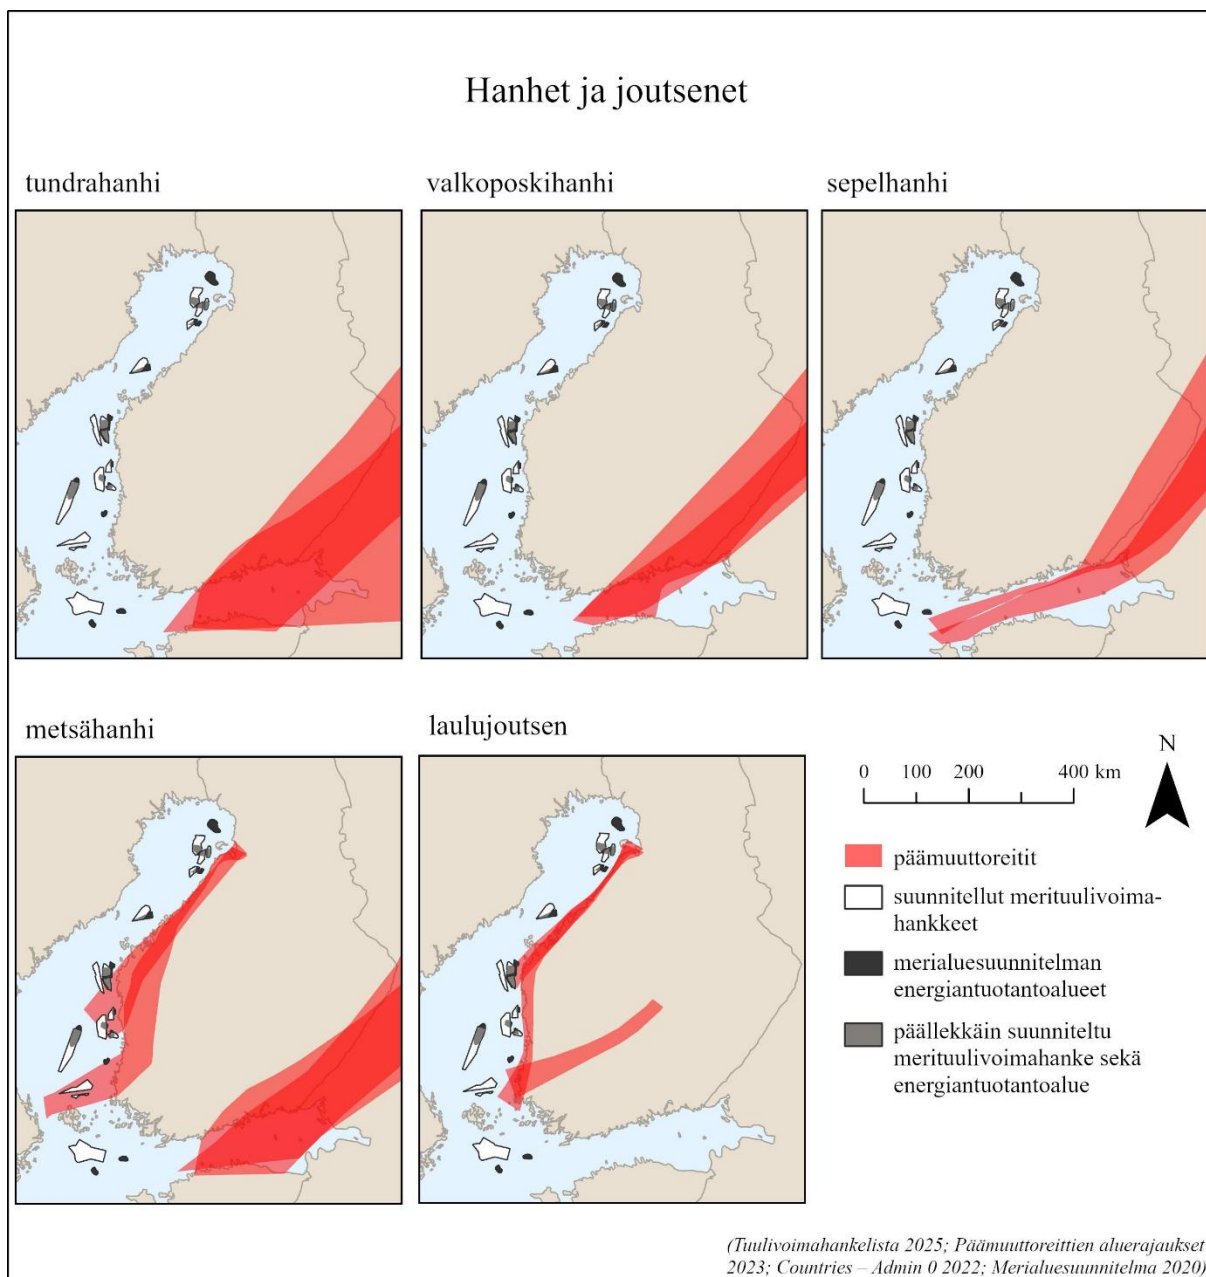 Hanhet ja joutsenet
tundrahanhi
valkoposkihanhi
sepelhanhi
metsähanhi
laulujoutsen
N
0 100 200 400 km
päämuuttoreitit
suunnitellut merituulivoima-
hankkeet
merialuesuunnitelman
energiantuotantoalueet
päällekkäin suunniteltu
merituulivoimahanke sekä
energiantuotantoalue
(Tuulivoimahankelista 2025; Päämuuttoreittien aluerajaukset
2023; Countries – Admin 0 2022; Merialuesuunnitelma 2020)